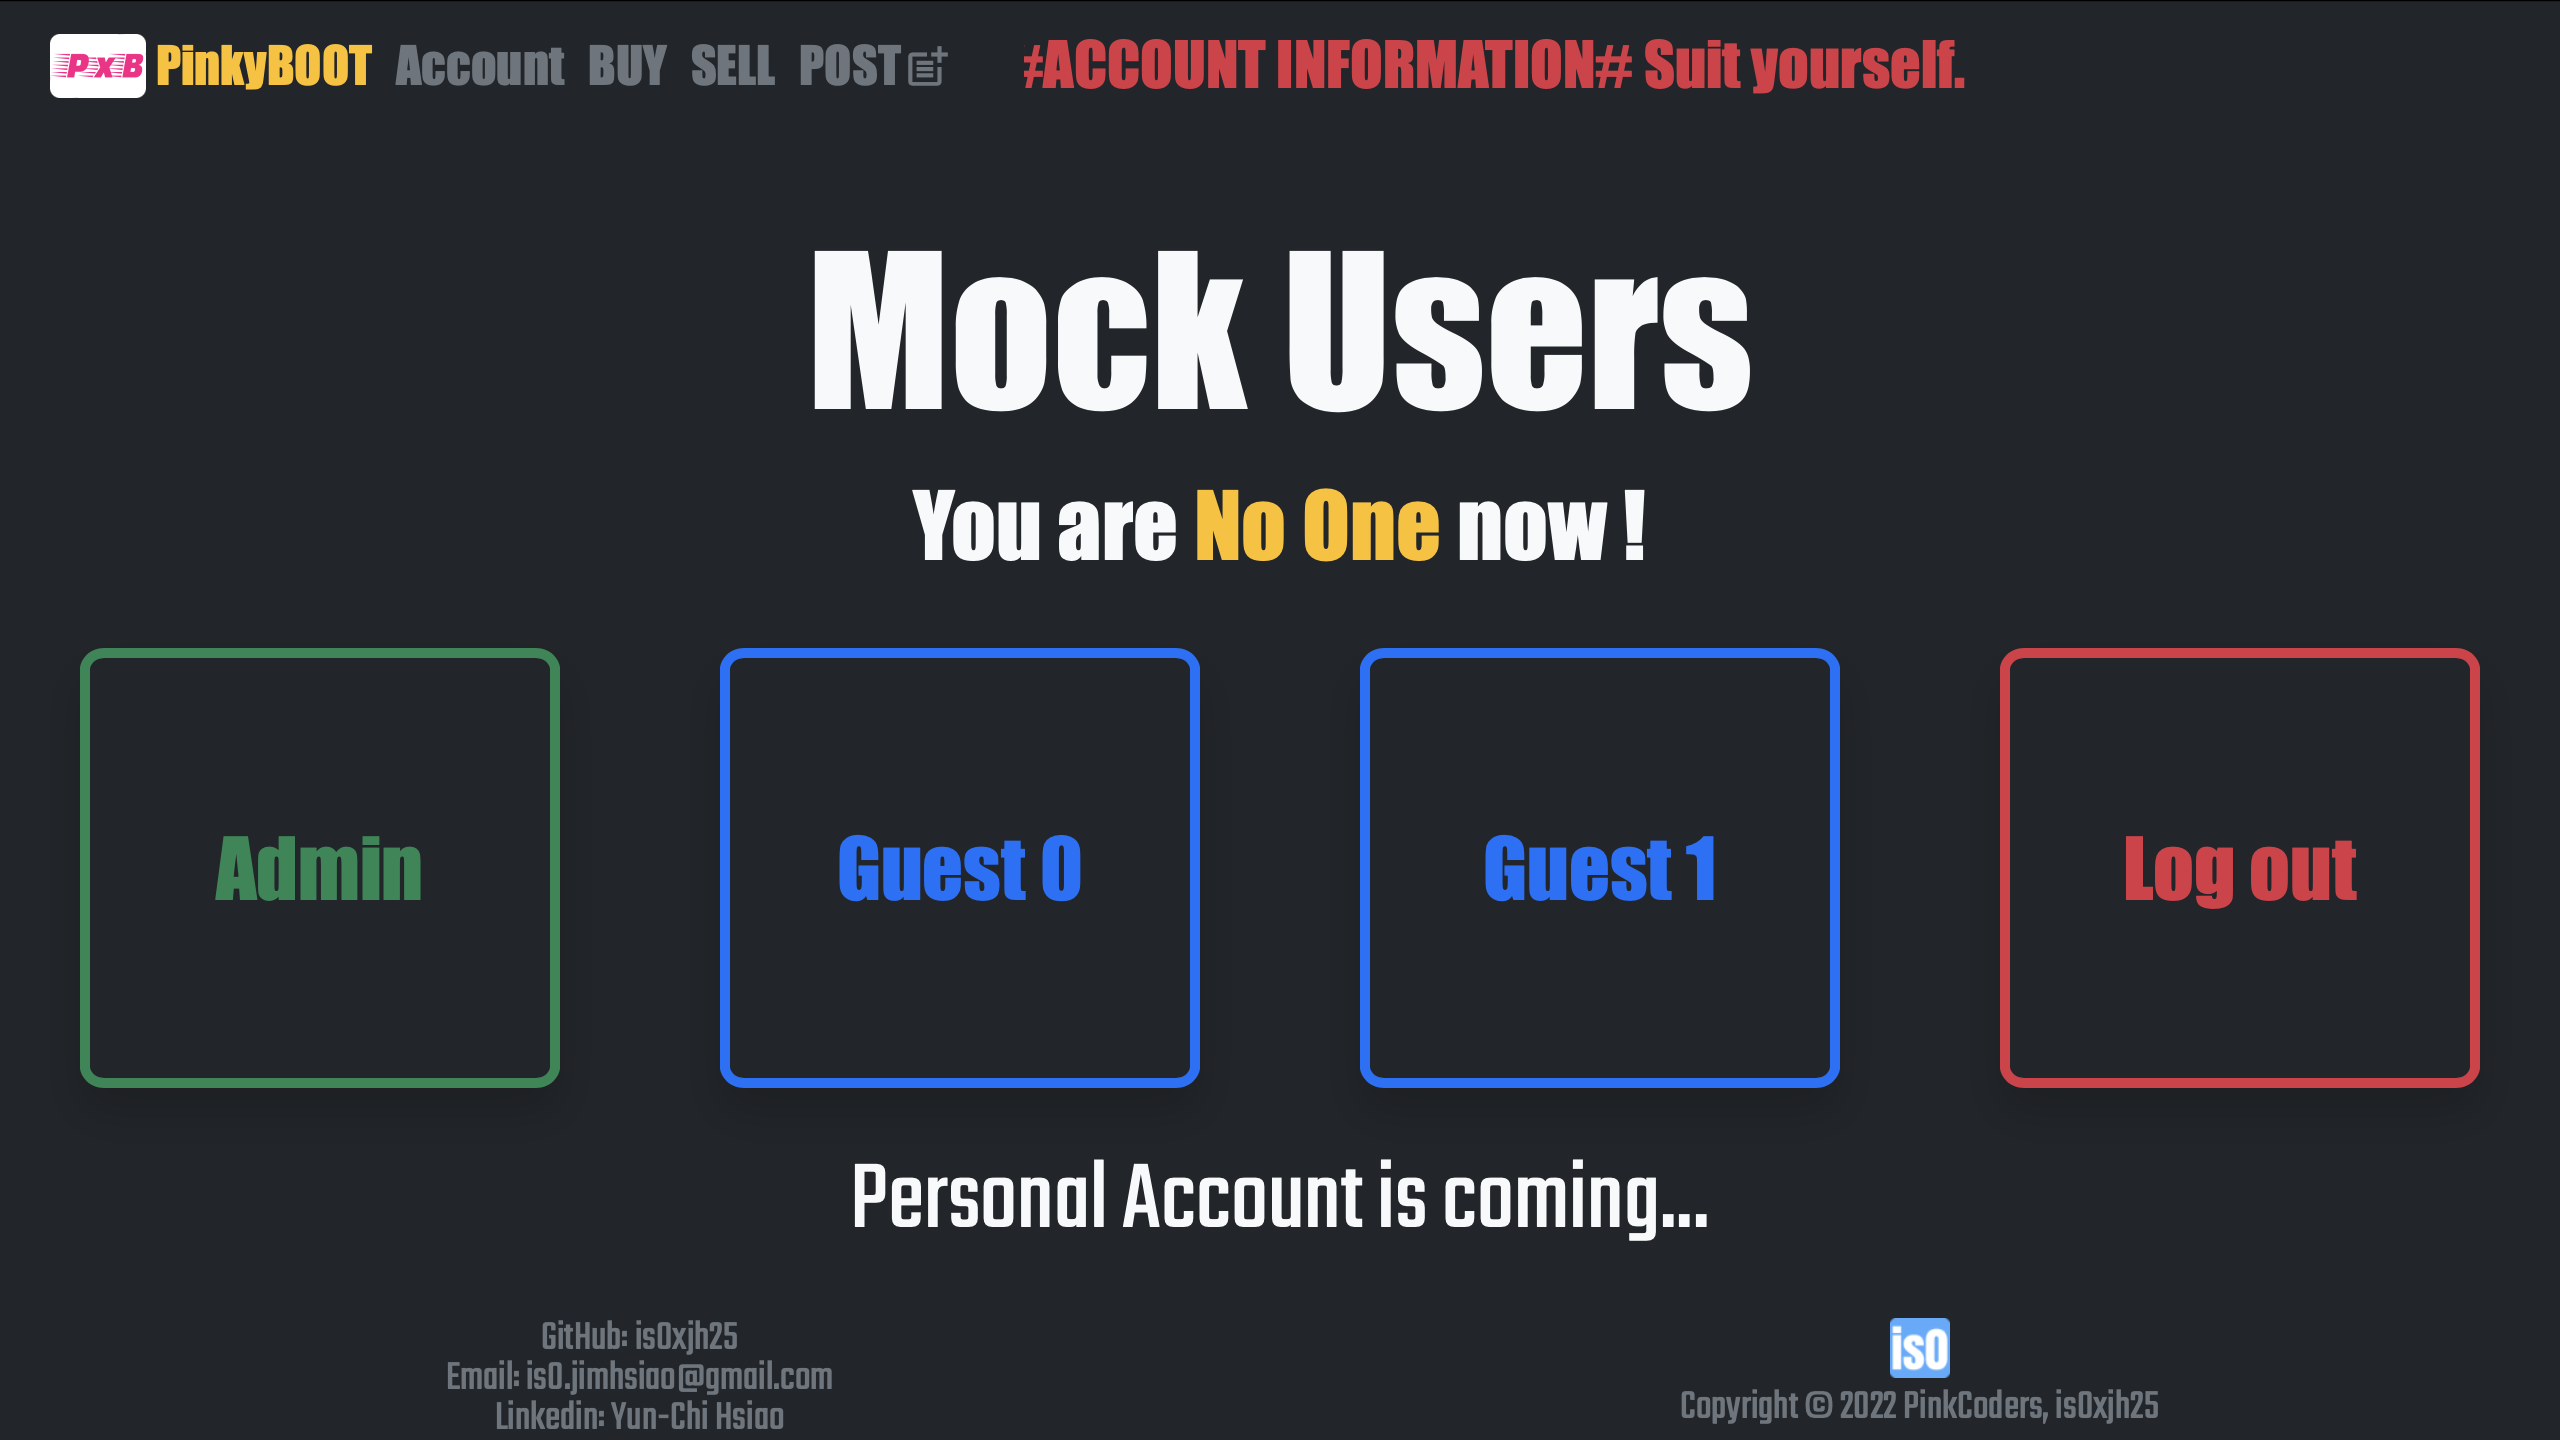 PxB PinkyBOOT Account BUY SELL POST #ACCOUNT INFORMATION# Suit yourself.
Mock Users
You are No One now !
Admin
Guest 0
Guest 1
Log out
Personal Account is coming...
GitHub: is0xjh25
Email: is0.jimhsiao@gmail.com
Linkedin: Yun-Chi Hsiao
is0
Copyright © 2022 PinkCoders, is0xjh25